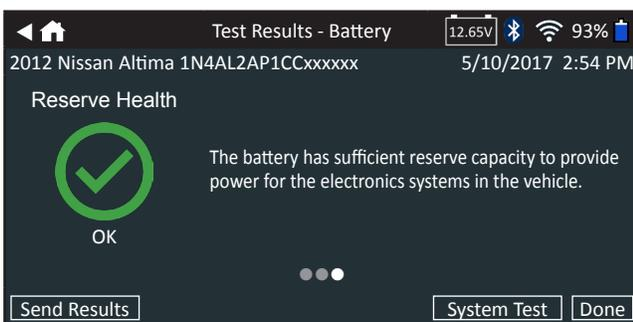 Test Results - Battery 12.65V 93%
2012 Nissan Altima 1N4AL2AP1CCxxxxxx 5/10/2017 2:54 PM
Reserve Health
The battery has sufficient reserve capacity to provide
power for the electronics systems in the vehicle.
OK
Send Results System Test Done